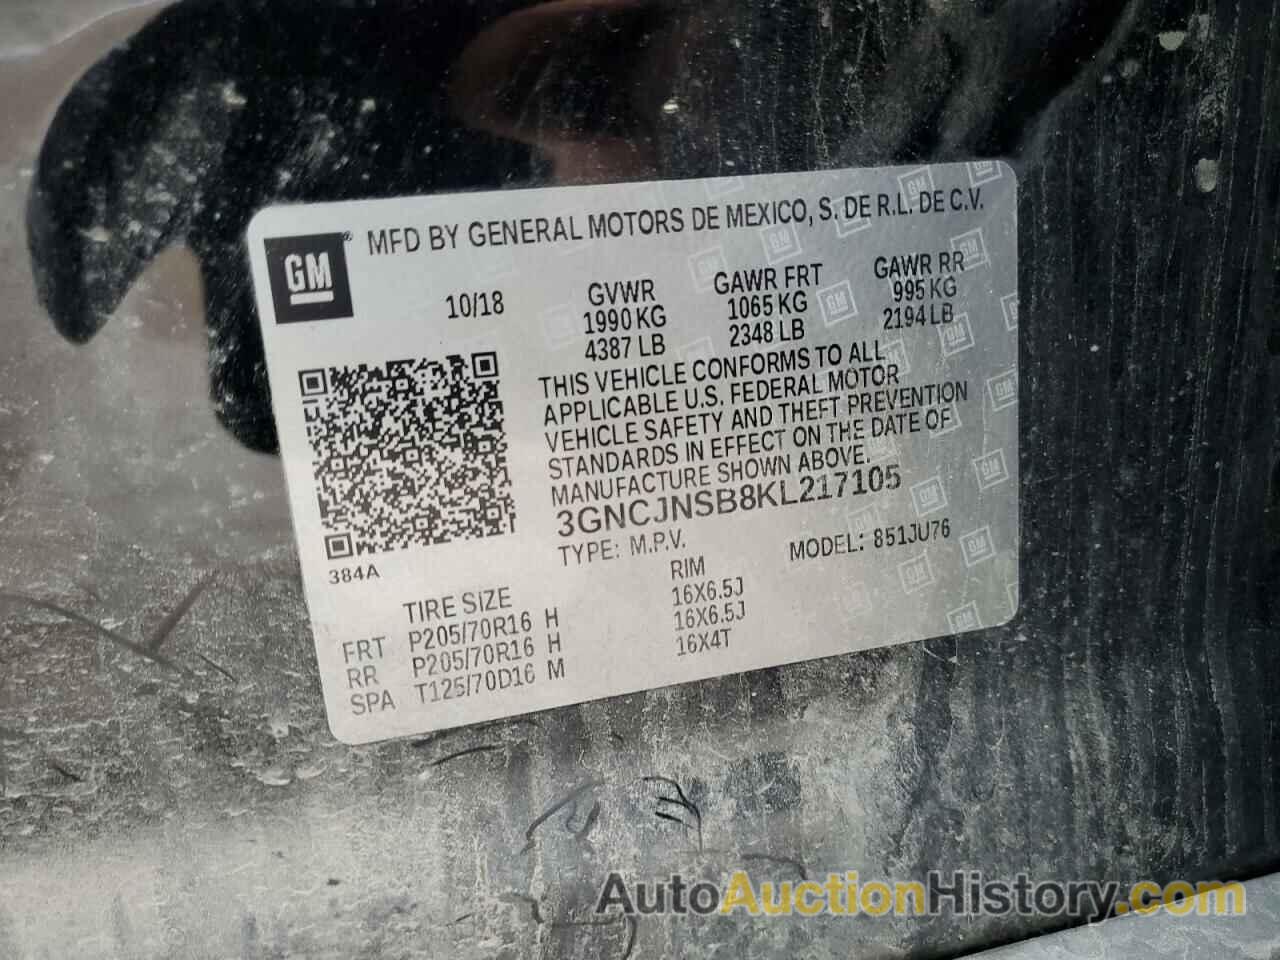 GM® MFD BY GENERAL MOTORS DE MEXICO, S. DE R.L. DE C.V.
10/18 GVWR GAWR FRT GAWR RR
1990 KG 1065 KG 995 KG
4387 LB 2348 LB 2194 LB
THIS VEHICLE CONFORMS TO ALL
APPLICABLE U.S. FEDERAL MOTOR
VEHICLE SAFETY AND THEFT PREVENTION
STANDARDS IN EFFECT ON THE DATE OF
MANUFACTURE SHOWN ABOVE.
3GNCJNSB8KL217105
TYPE: M.P.V. MODEL: 851JU76
384A
TIRE SIZE RIM
FRT P205/70R16 H 16X6.5J
RR P205/70R16 H 16X6.5J
SPA T125/70D16 M 16X4T
AutoAuctionHistory.com